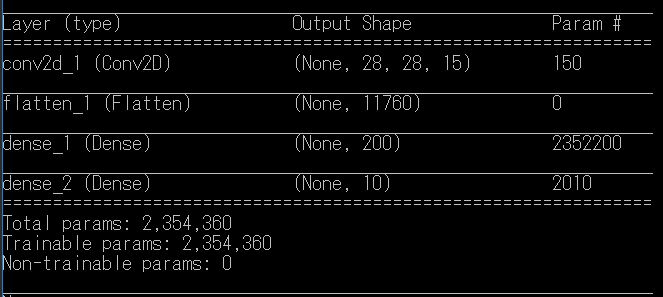 Layer (type) Output Shape Param #
conv2d_1 (Conv2D) (None, 28, 28, 15) 150
flatten_1 (Flatten) (None, 11760) 0
dense_1 (Dense) (None, 200) 2352200
dense_2 (Dense) (None, 10) 2010
Total params: 2,354,360
Trainable params: 2,354,360
Non-trainable params: 0